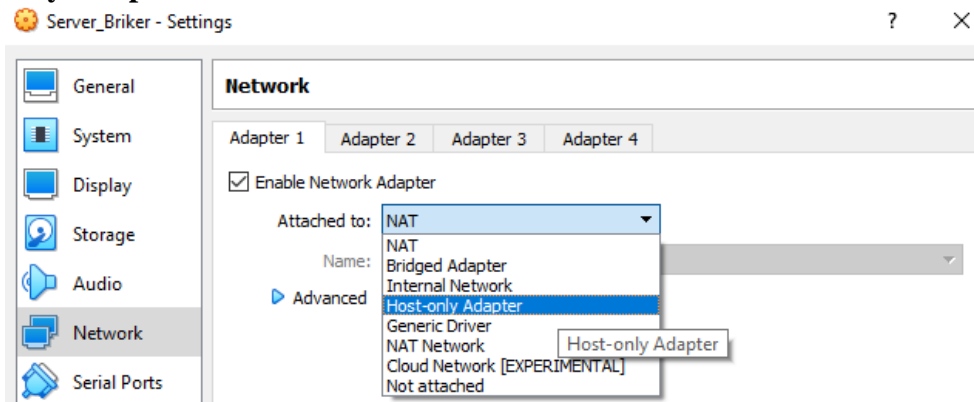 Server_Briker - Settings ? ×
General
System
Display
Storage
Audio
Network
Serial Ports
Network
Adapter 1 Adapter 2 Adapter 3 Adapter 4
Enable Network Adapter
Attached to: NAT
Name:
Advanced
NAT
Bridged Adapter
Internal Network
Host-only Adapter
Generic Driver
NAT Network
Cloud Network [EXPERIMENTAL]
Not attached
Host-only Adapter